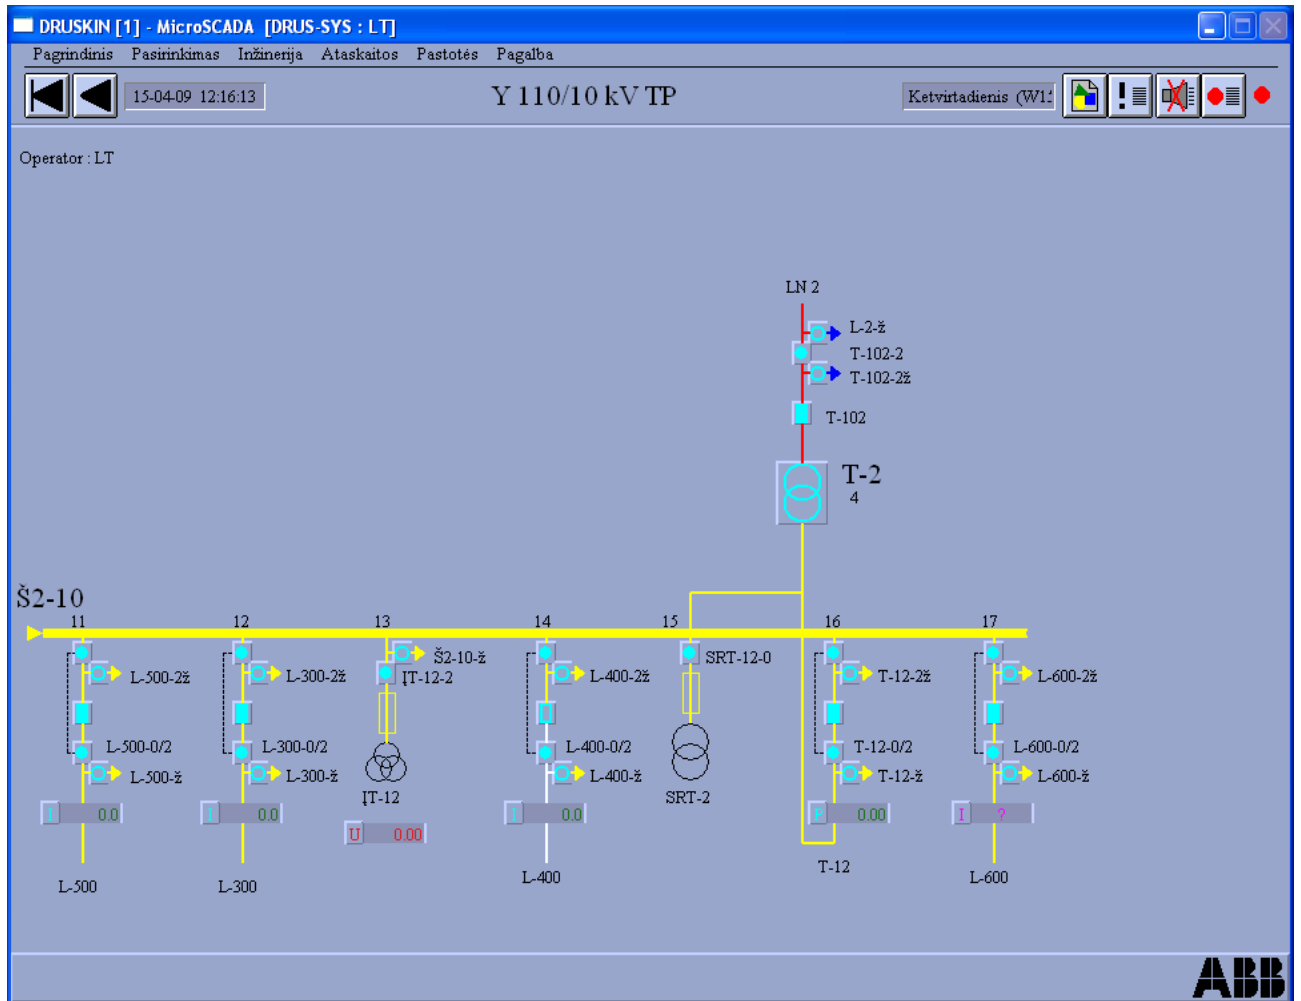 DRUSKIN [1] - MicroSCADA [DRUS-SYS : LT]
Pagrindinis Pasirinkimas Inžinerija Ataskaitos Pastotės Pagalba
15-04-09 12:16:13
Y 110/10 kV TP
Ketvirtadienis (W1
Operator : LT
LN 2
L-2-ž
T-102-2
T-102-2ž
T-102
T-2
4
Š2-10
11 12 13 14 15 16 17
Š2-10-ž
SRT-12-0
L-500-2ž L-300-2ž ĮT-12-2 L-400-2ž T-12-2ž L-600-2ž
L-500-0/2 L-300-0/2 L-400-0/2 T-12-0/2 L-600-0/2
L-500-ž L-300-ž L-400-ž T-12-ž L-600-ž
ĮT-12 SRT-2
I 0.0 I 0.0 I 0.0 P 0.00 I ?
U 0.00
T-12
L-500 L-300 L-400 L-600
ABB